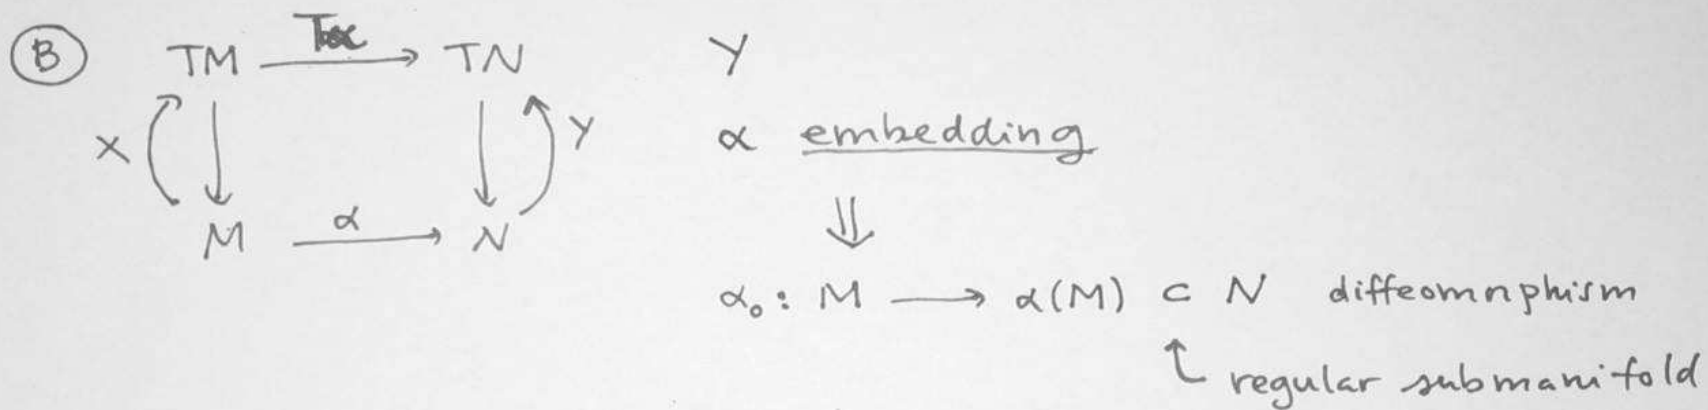 B TM Tα TN Y
X Y α embedding
M α N ⇓
α₀ : M → α(M) ⊂ N diffeomnphism
↑ regular submanifold